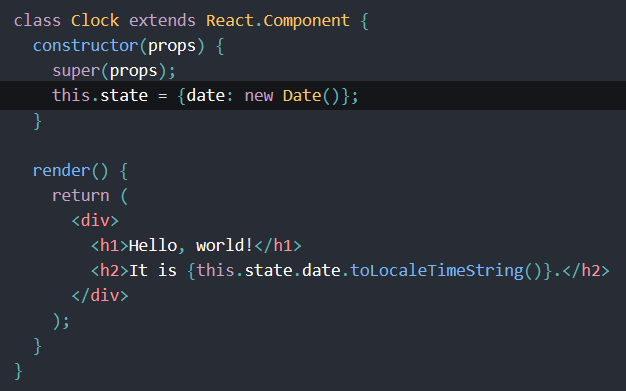 class Clock extends React.Component {
  constructor(props) {
    super(props);
    this.state = {date: new Date()};
  }

  render() {
    return (
      <div>
        <h1>Hello, world!</h1>
        <h2>It is {this.state.date.toLocaleTimeString()}.</h2>
      </div>
    );
  }
}